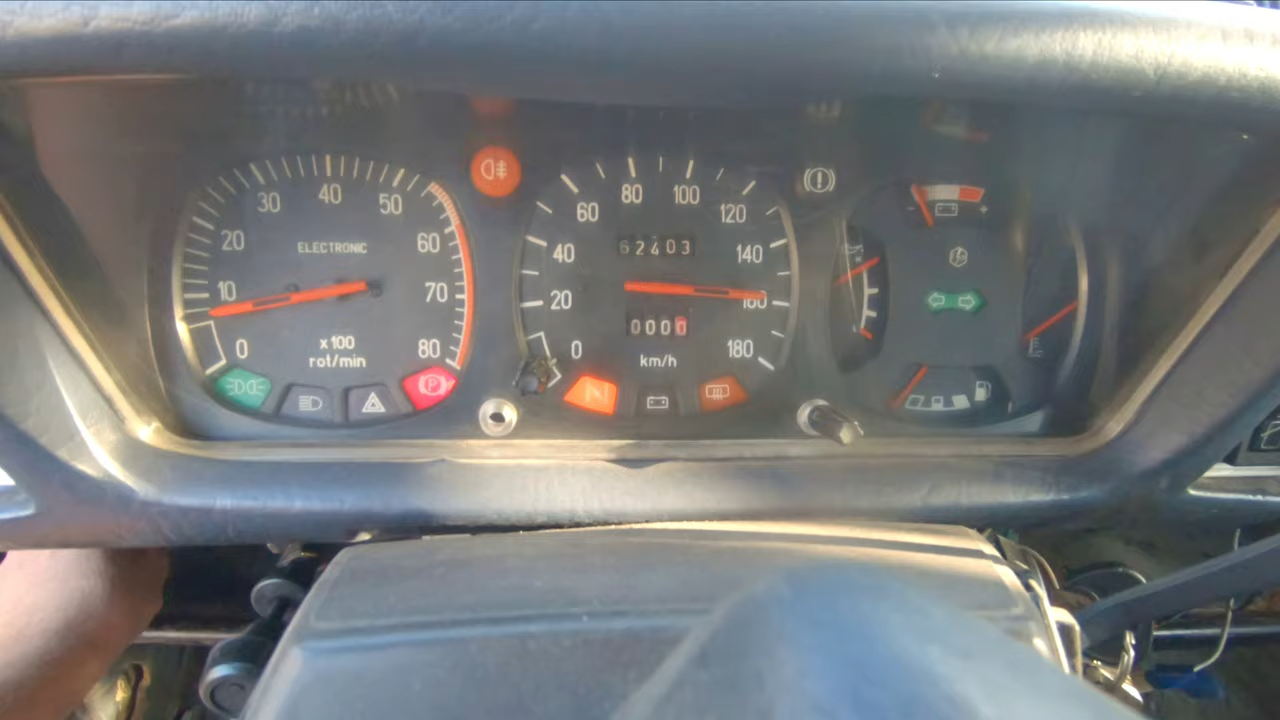 10 20 30 40 50 60 70 80
0
ELECTRONIC
x100
rot/min
P
20 40 60 80 100 120 140 160 180
0
62403
0000
km/h
- +